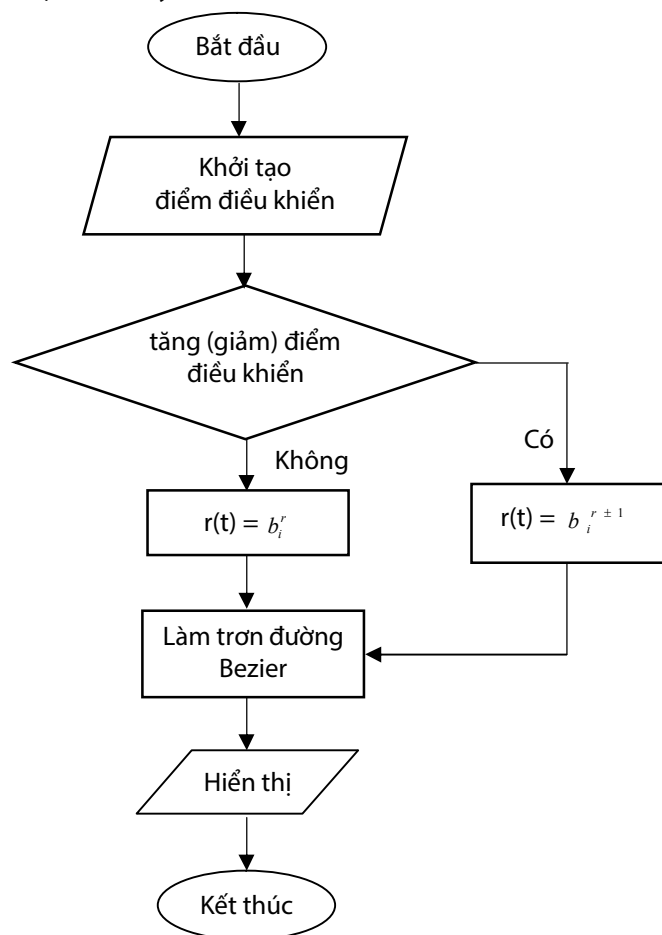 Bắt đầu
Khởi tạo
điểm điều khiển
tăng (giảm) điểm
điều khiển
Không
Có
r(t) = b_i^r
r(t) = b_i^{r ± 1}
Làm trơn đường
Bezier
Hiển thị
Kết thúc